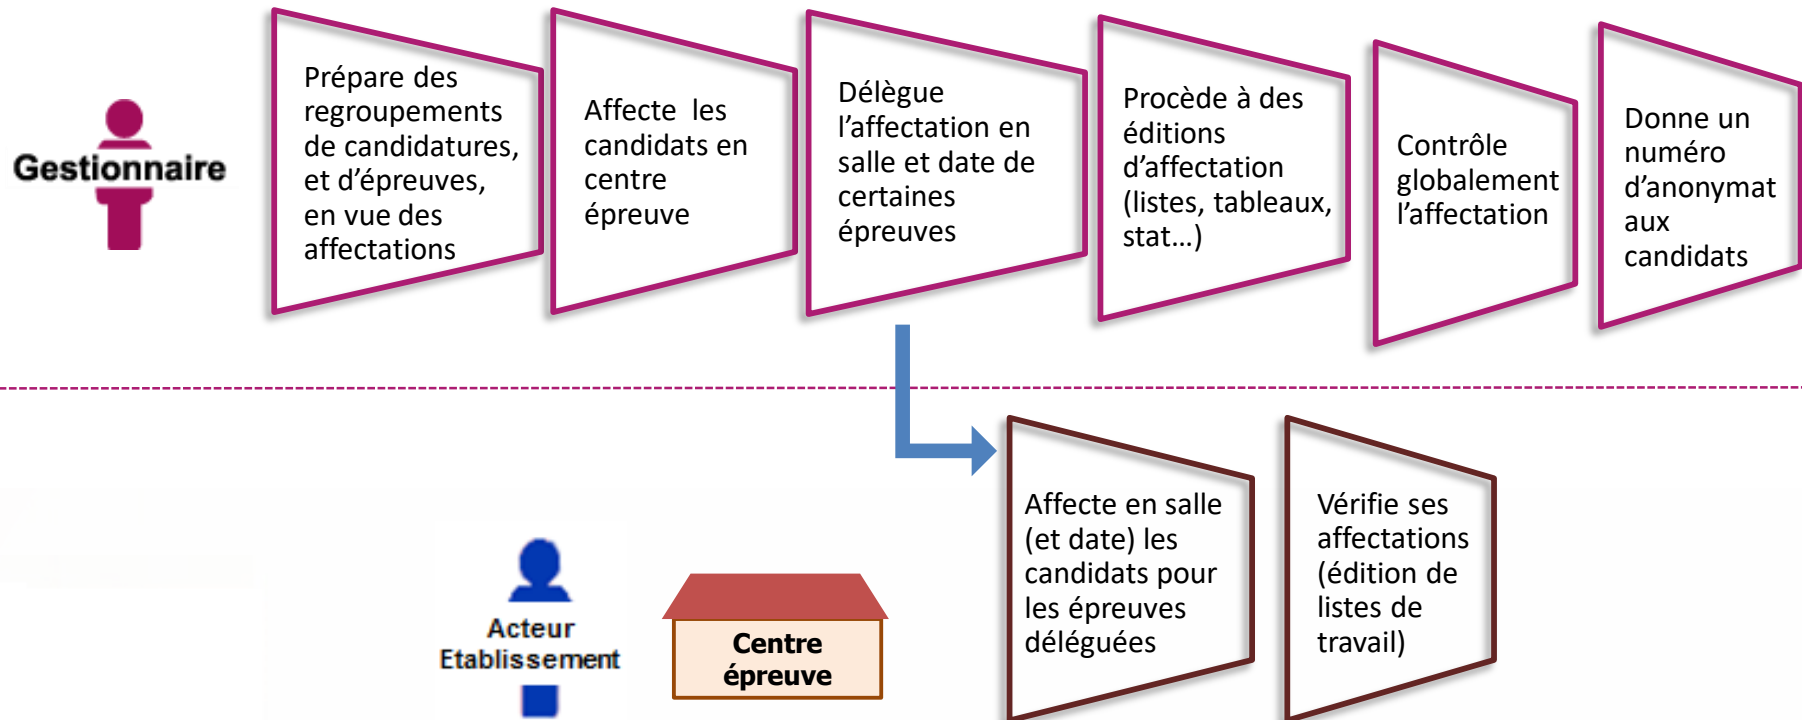 Gestionnaire
Prépare des
regroupements
de candidatures,
et d’épreuves,
en vue des
affectations
Affecte les
candidats en
centre
épreuve
Délègue
l’affectation en
salle et date de
certaines
épreuves
Procède à des
éditions
d’affectation
(listes, tableaux,
stat…)
Contrôle
globalement
l’affectation
Donne un
numéro
d’anonymat
aux
candidats
Acteur
Etablissement
Centre
épreuve
Affecte en salle
(et date) les
candidats pour
les épreuves
déléguées
Vérifie ses
affectations
(édition de
listes de
travail)